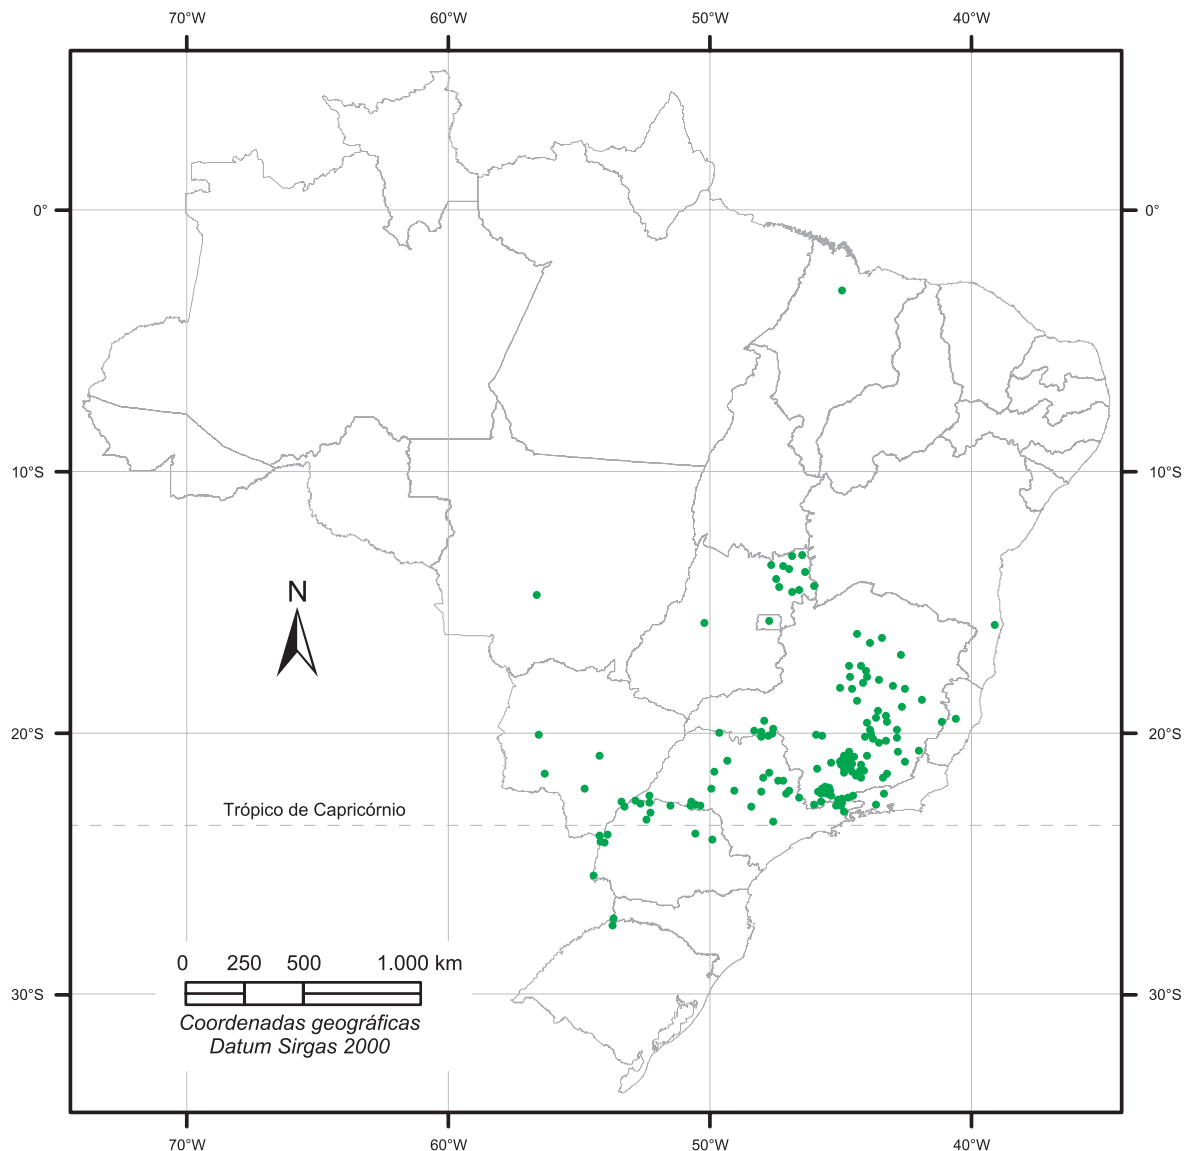 70°W 60°W 50°W 40°W
0° 0°
10°S 10°S
N
20°S 20°S
Trópico de Capricórnio
0 250 500 1.000 km
30°S 30°S
Coordenadas geográficas
Datum Sirgas 2000
70°W 60°W 50°W 40°W